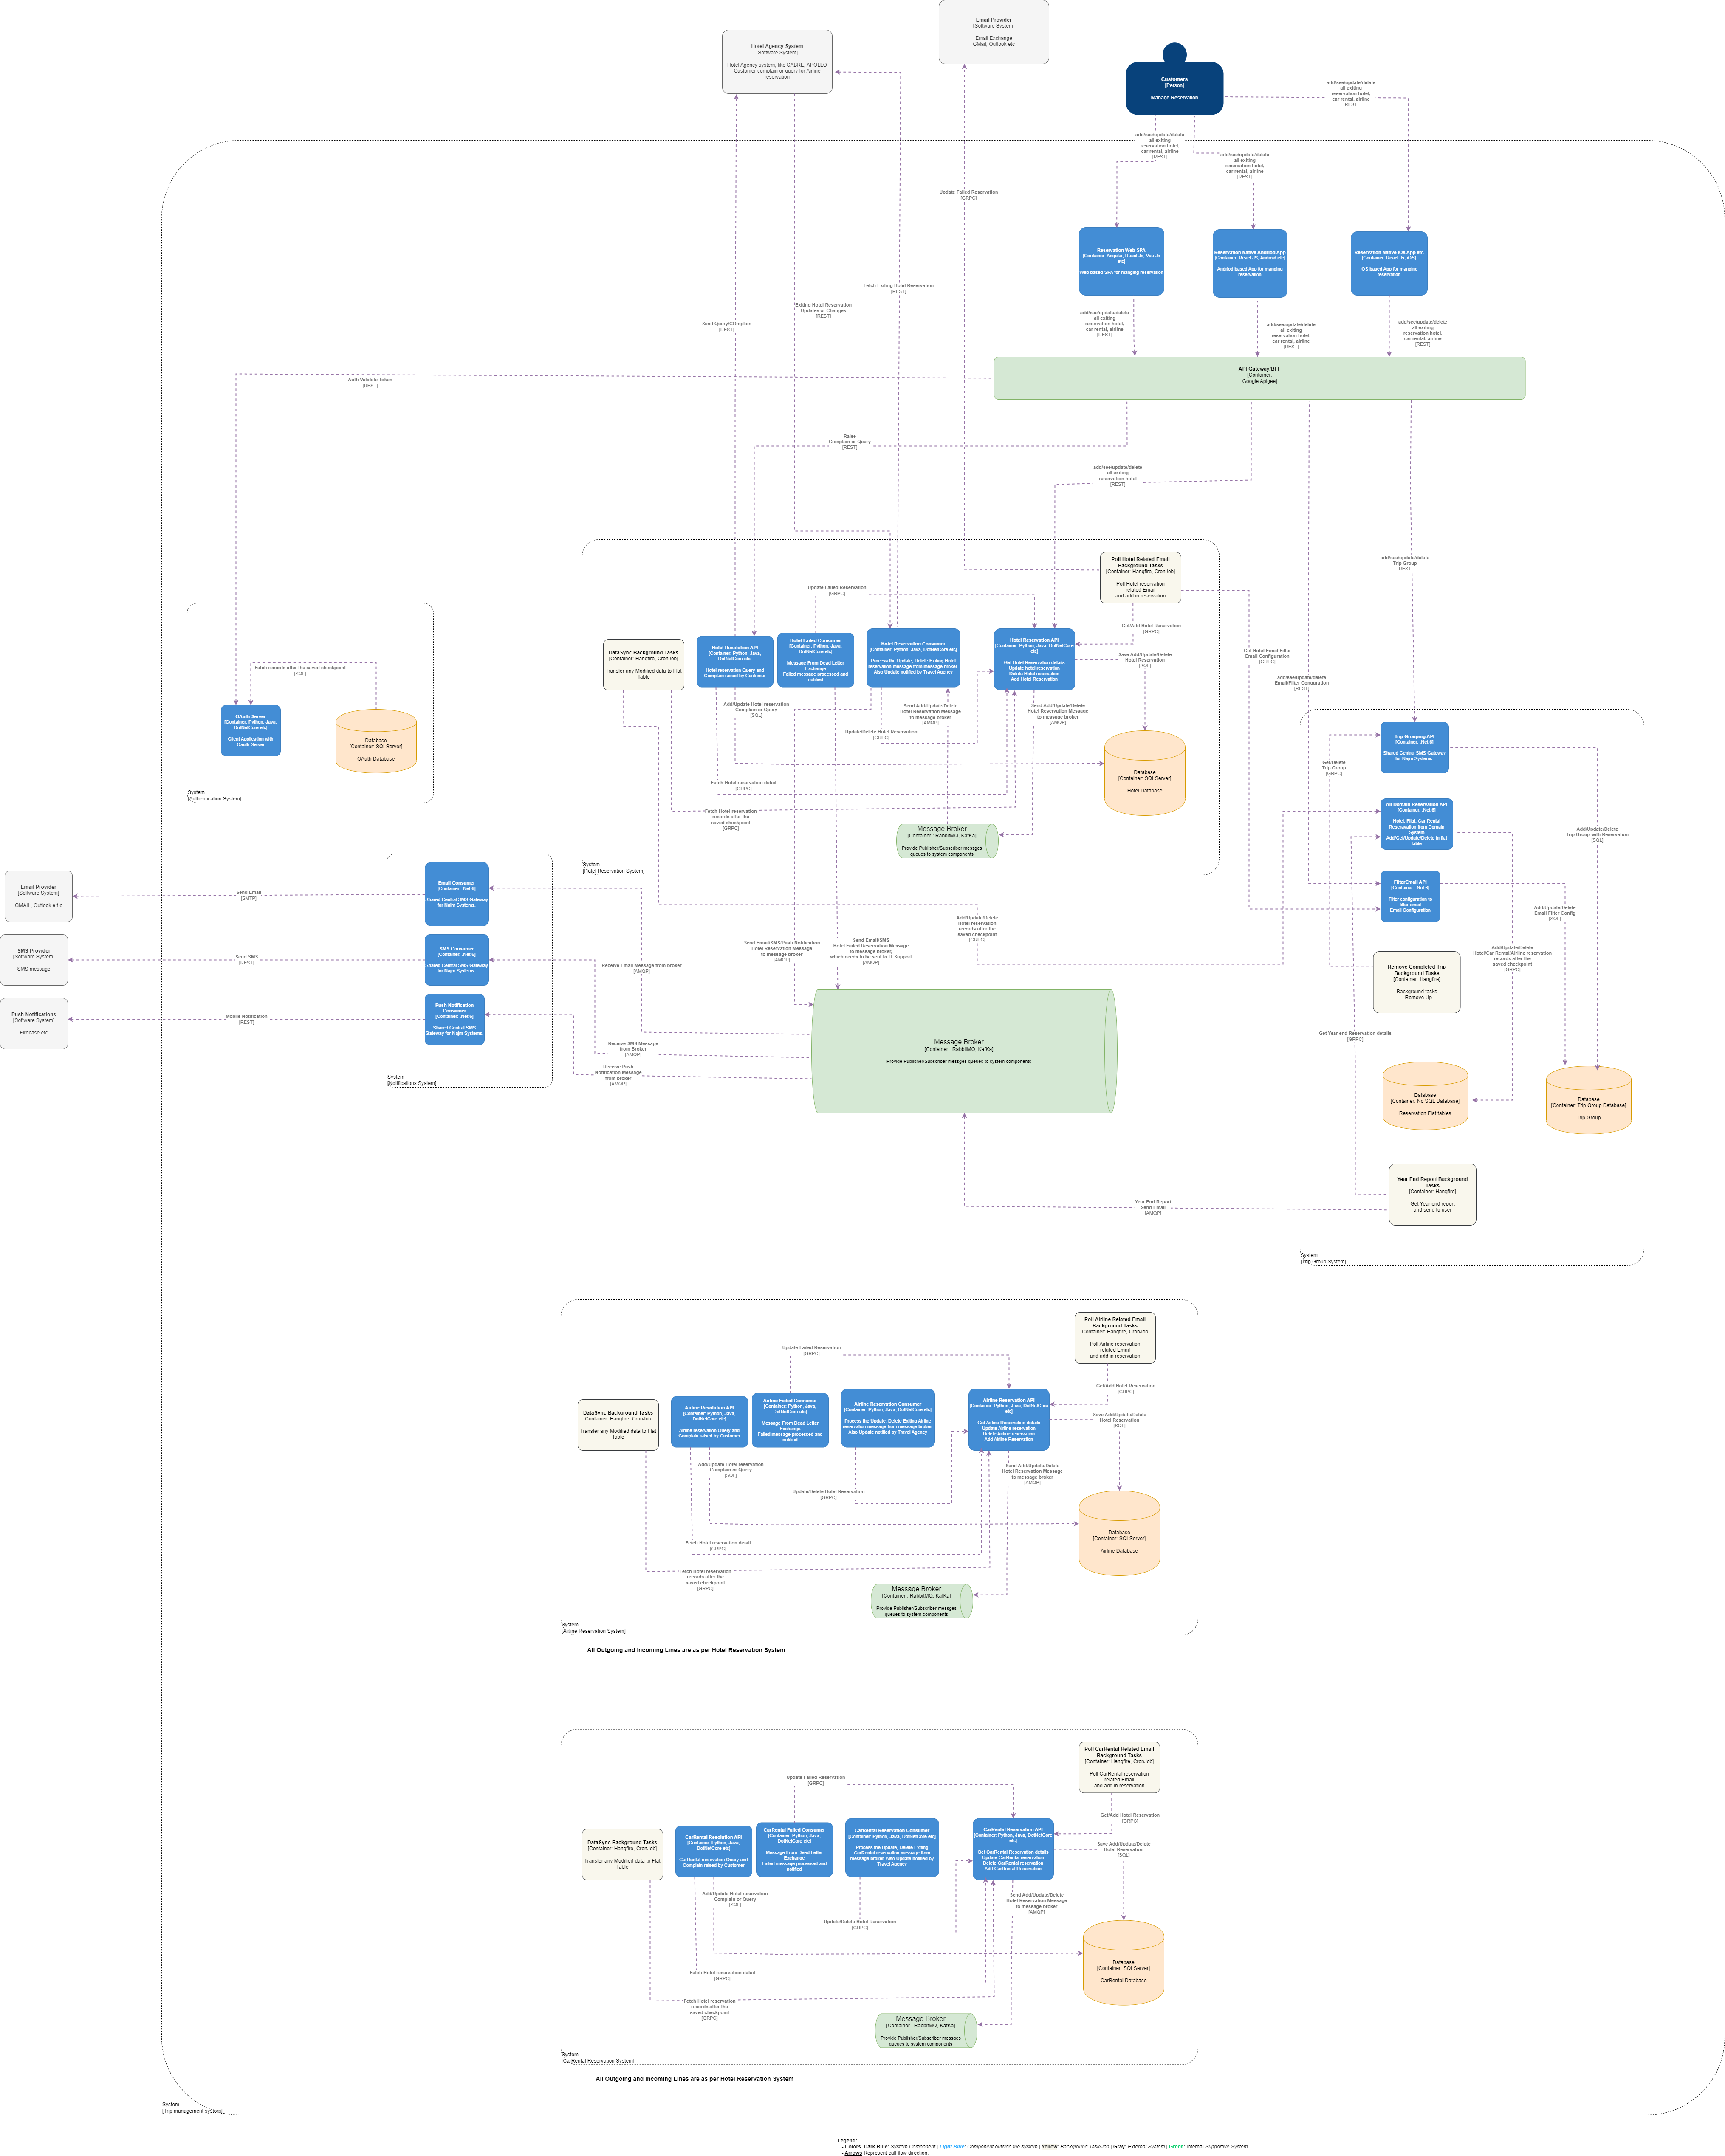 Email Provider
[Software System]
Email Exchange
GMail, Outlook etc
Hotel Agency System
[Software System]
Hotel Agency system, line SABRE, APOLLO
Customer complain or query for Airline
reservation
Customers
[Person]
Manage Reservation
add/see/update/delete
all exiting
reservation hotel,
car rental, airline
[REST]
add/see/update/delete
all exiting
reservation hotel,
car rental, airline
[REST]
add/see/update/delete
all exiting
reservation hotel,
car rental, airline
[REST]
Update Failed Reservation
[GRPC]
Reservation Web SPA
[Container: Angular, React.Js, Vue.Js
etc]
Web based SPA for manging reservation
Reservation Native Andriod App
[Container: React.JS, Android etc]
Andriod based App for manging
reservation
Reservation Native iOs App etc
[Container: React.Js, iOS]
iOS based App for manging
reservation
Fetch Exiting Hotel Reservation
[REST]
Exiting Hotel Reservation
Updates or Changes
[REST]
Send Query/COmplain
[REST]
add/see/update/delete
all exiting
reservation hotel,
car rental, airline
[REST]
add/see/update/delete
all exiting
reservation hotel,
car rental, airline
[REST]
add/see/update/delete
all exiting
reservation hotel,
car rental, airline
[REST]
API Gateway/BFF
[Container:
Google Apigee]
Auth Validate Token
[REST]
Raise
Complain or Query
[REST]
add/see/update/delete
all exiting
reservation hotel
[REST]
add/see/update/delete
Trip Group
[REST]
Poll Hotel Related Email
Background Tasks
[Container: Hangfire, CronJob]
Poll Hotel reservation
related Email
and add in reservation
Update Failed Reservation
[GRPC]
Get/Add Hotel Reservation
[GRPC]
Get Hotel Email Filter
Email Configuration
[GRPC]
add/see/update/delete
Email/Filter Conguration
[REST]
DataSync Background Tasks
[Container: Hangfire, CronJob]
Transfer any Modified data to Flat
Table
Hotel Resolution API
[Container: Python, Java,
DotNetCore etc]
Hotel reservation Query and
Complain raised by Customer
Hotel Failed Consumer
[Container: Python, Java,
DotNetCore etc]
Message From Dead Letter
Exchange
Failed message processed and
notified
Hotel Reservation Consumer
[Container: Python, Java, DotNetCore etc]
Process the Update, Delete Exiting Hotel
reservation message from message broker.
Also Update notified by Travel Agency
Hotel Reservation API
[Container: Python, Java, DotNetCore
etc]
Get Hotel Reservation details
Update Hotel reservation
Delete Hotel reservation
Add Hotel Reservation
Save Add/Update/Delete
Hotel Reservation
[SQL]
Fetch records after the saved checkpoint
[SQL]
OAuth Server
[Container: Python, Java,
DotNetCore etc]
Client Application with
Oauth Server
Database
[Container: SQLServer]
OAuth Database
System
[Authentication System]
Add/Update Hotel reservation
Complain or Query
[SQL]
Update/Delete Hotel Reservation
[GRPC]
Send Add/Update/Delete
Hotel Reservation Message
to message broker
[AMQP]
Send Add/Update/Delete
Hotel Reservation Message
to message broker
[AMQP]
Database
[Container: SQLServer]
Hotel Database
Fetch Hotel reservation detail
[GRPC]
Fetch Hotel reservation
records after the
saved checkpoint
[GRPC]
Message Broker
[Container : RabbitMQ, KafKa]
Provide Publisher/Subscriber messges
queues to system components
System
[Hotel Reservation System]
Trip Grouping API
[Container: .Net 6]
Shared Central SMS Gateway
for Najm Systems
Get/Delete
Trip Group
[GRPC]
All Domain Reservation API
[Container: .Net 6]
Hotel, Fligt, Car Rental
Reseravation from Domain
System
Add/Get/Update/Delete in flat
table
Add/Update/Delete
Trip Group with Reservation
[SQL]
Filter/Email API
[Container: .Net 6]
Filter configuration to
filter email
Email Configuration
Add/Update/Delete
Email Filter Config
[SQL]
Email Provider
[Software System]
GMAIL, Outlook e.t.c
Send Email
[SMTP]
Email Consumer
[Container: .Net 6]
Shared Central SMS Gateway
for Najm Systems
SMS Provider
[Software System]
SMS message
Send SMS
[REST]
SMS Consumer
[Container: .Net 6]
Shared Central SMS Gateway
for Najm Systems
Push Notifications
[Software System]
Firebase etc
Mobile Notification
[REST]
Push Notification
Consumer
[Container: .Net 6]
Shared Central SMS
Gateway for Najm Systems
System
[Notifications System]
Receive Email Message from broker
[AMQP]
Send Email/SMS/Push Notification
Hotel Reservation Message
to message broker
[AMQP]
Send Email/SMS
Hotel Failed Reservation Message
to message broker,
which needs to be sent to IT Support
[AMQP]
Add/Update/Delete
Hotel reservation
records after the
saved checkpoint
[GRPC]
Receive SMS Message
from Broker
[AMQP]
Receive Push
Notification Message
from broker
[AMQP]
Message Broker
[Container : RabbitMQ, KafKa]
Provide Publisher/Subscriber messges queues to system components
Remove Completed Trip
Background Tasks
[Container: Hangfire]
Background tasks
- Remove Up
Add/Update/Delete
Hotel/Car Rental/Airline reservation
records after the
saved checkpoint
[GRPC]
Get Year end Reservation details
[GRPC]
Database
[Container: No SQL Database]
Reservation Flat tables
Database
[Container: Trip Group Database]
Trip Group
Year End Report Background
Tasks
[Container: Hangfire]
Get Year end report
and send to user
Year End Report
Send Email
[AMQP]
System
[Trip Group System]
Poll Airline Related Email
Background Tasks
[Container: Hangfire, CronJob]
Poll Airline reservation
related Email
and add in reservation
Update Failed Reservation
[GRPC]
Get/Add Hotel Reservation
[GRPC]
DataSync Background Tasks
[Container: Hangfire, CronJob]
Transfer any Modified data to Flat
Table
Airline Resolution API
[Container: Python, Java,
DotNetCore etc]
Airline reservation Query and
Complain raised by Customer
Airline Failed Consumer
[Container: Python, Java,
DotNetCore etc]
Message From Dead Letter
Exchange
Failed message processed and
notified
Airline Reservation Consumer
[Container: Python, Java, DotNetCore etc]
Process the Update, Delete Exiting Airline
reservation message from message broker.
Also Update notified by Travel Agency
Airline Reservation API
[Container: Python, Java, DotNetCore
etc]
Get Airline Reservation details
Update Airline reservation
Delete Airline reservation
Add Airline Reservation
Save Add/Update/Delete
Hotel Reservation
[SQL]
Add/Update Hotel reservation
Complain or Query
[SQL]
Update/Delete Hotel Reservation
[GRPC]
Send Add/Update/Delete
Hotel Reservation Message
to message broker
[AMQP]
Database
[Container: SQLServer]
Airline Database
Fetch Hotel reservation detail
[GRPC]
Fetch Hotel reservation
records after the
saved checkpoint
[GRPC]
Message Broker
[Container : RabbitMQ, KafKa]
Provide Publisher/Subscriber messges
queues to system components
System
[Airline Reservation System]
All Outgoing and Incoming Lines are as per Hotel Reservation System
Poll CarRental Related Email
Background Tasks
[Container: Hangfire, CronJob]
Poll CarRental reservation
related Email
and add in reservation
Update Failed Reservation
[GRPC]
Get/Add Hotel Reservation
[GRPC]
DataSync Background Tasks
[Container: Hangfire, CronJob]
Transfer any Modified data to Flat
Table
CarRental Resolution API
[Container: Python, Java,
DotNetCore etc]
CarRental reservation Query and
Complain raised by Customer
CarRental Failed Consumer
[Container: Python, Java,
DotNetCore etc]
Message From Dead Letter
Exchange
Failed message processed and
notified
CarRental Reservation Consumer
[Container: Python, Java, DotNetCore etc]
Process the Update, Delete Exiting
CarRental reservation message from
message broker. Also Update notified by
Travel Agency
CarRental Reservation API
[Container: Python, Java, DotNetCore
etc]
Get CarRental Reservation details
Update CarRental reservation
Delete CarRental reservation
Add CarRental Reservation
Save Add/Update/Delete
Hotel Reservation
[SQL]
Add/Update Hotel reservation
Complain or Query
[SQL]
Update/Delete Hotel Reservation
[GRPC]
Send Add/Update/Delete
Hotel Reservation Message
to message broker
[AMQP]
Database
[Container: SQLServer]
CarRental Database
Fetch Hotel reservation detail
[GRPC]
Fetch Hotel reservation
records after the
saved checkpoint
[GRPC]
Message Broker
[Container : RabbitMQ, KafKa]
Provide Publisher/Subscriber messges
queues to system components
System
[CarRental Reservation System]
All Outgoing and Incoming Lines are as per Hotel Reservation System
System
[Trip management system]
Legend:
- Colors: Dark Blue: System Component | Light Blue: Component outside the system | Yellow: Background Task/Job | Gray: External System | Green: Internal Supportive System
- Arrows Represent call flow direction